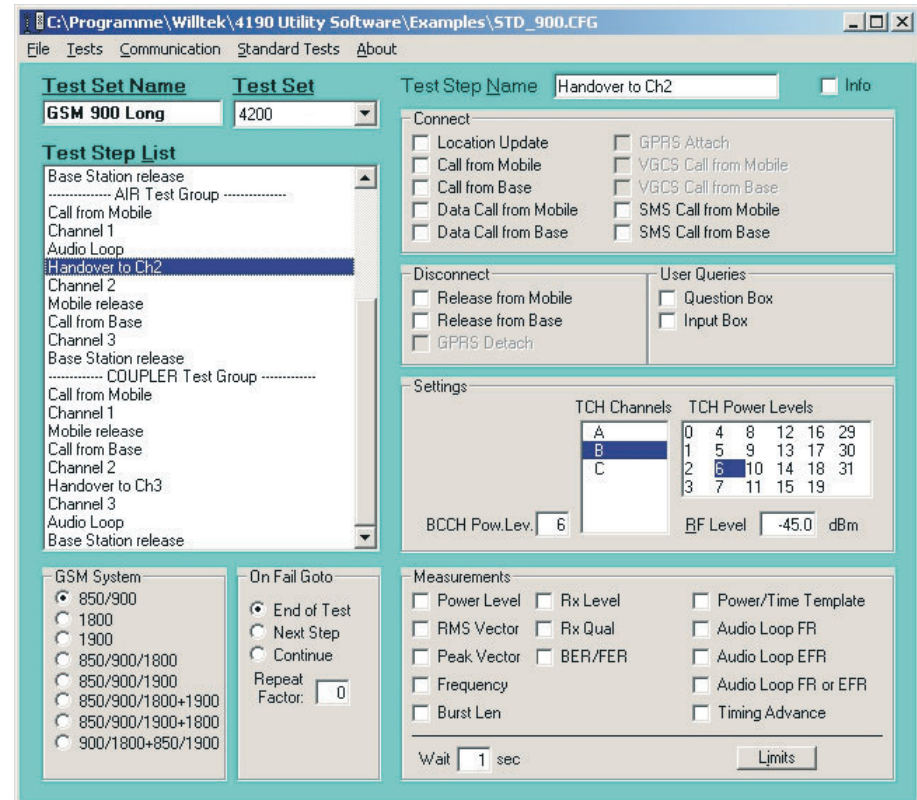 C:\Programme\Willtek\4190 Utility Software\Examples\STD_900.CFG
File Tests Communication Standard Tests About
Test Set Name
GSM 900 Long
Test Set
4200
Test Step List
Base Station release
--------------- AIR Test Group ---------------
Call from Mobile
Channel 1
Audio Loop
Handover to Ch2
Channel 2
Mobile release
Call from Base
Channel 3
Base Station release
------------- COUPLER Test Group -------------
Call from Mobile
Channel 1
Mobile release
Call from Base
Channel 2
Handover to Ch3
Channel 3
Audio Loop
Base Station release
GSM System
850/900
1800
1900
850/900/1800
850/900/1900
850/900/1800+1900
850/900/1900+1800
900/1800+850/1900
On Fail Goto
End of Test
Next Step
Continue
Repeat
Factor: 0
Test Step Name Handover to Ch2 Info
Connect
Location Update
Call from Mobile
Call from Base
Data Call from Mobile
Data Call from Base
GPRS Attach
VGCS Call from Mobile
VGCS Call from Base
SMS Call from Mobile
SMS Call from Base
Disconnect
Release from Mobile
Release from Base
GPRS Detach
User Queries
Question Box
Input Box
Settings
TCH Channels
A
B
C
TCH Power Levels
0 4 8 12 16 29
1 5 9 13 17 30
2 6 10 14 18 31
3 7 11 15 19
BCCH Pow.Lev. 6
RF Level -45.0 dBm
Measurements
Power Level
RMS Vector
Peak Vector
Frequency
Burst Len
Rx Level
Rx Qual
BER/FER
Power/Time Template
Audio Loop FR
Audio Loop EFR
Audio Loop FR or EFR
Timing Advance
Wait 1 sec
Limits